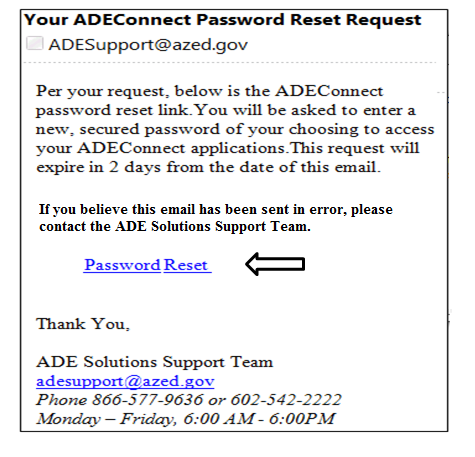 Your ADEConnect Password Reset Request
ADESupport@azed.gov
Per your request, below is the ADEConnect
password reset link.You will be asked to enter a
new, secured password of your choosing to access
your ADEConnect applications.This request will
expire in 2 days from the date of this email.
If you believe this email has been sent in error, please
contact the ADE Solutions Support Team.
Password Reset
Thank You,
ADE Solutions Support Team
adesupport@azed.gov
Phone 866-577-9636 or 602-542-2222
Monday – Friday, 6:00 AM - 6:00PM